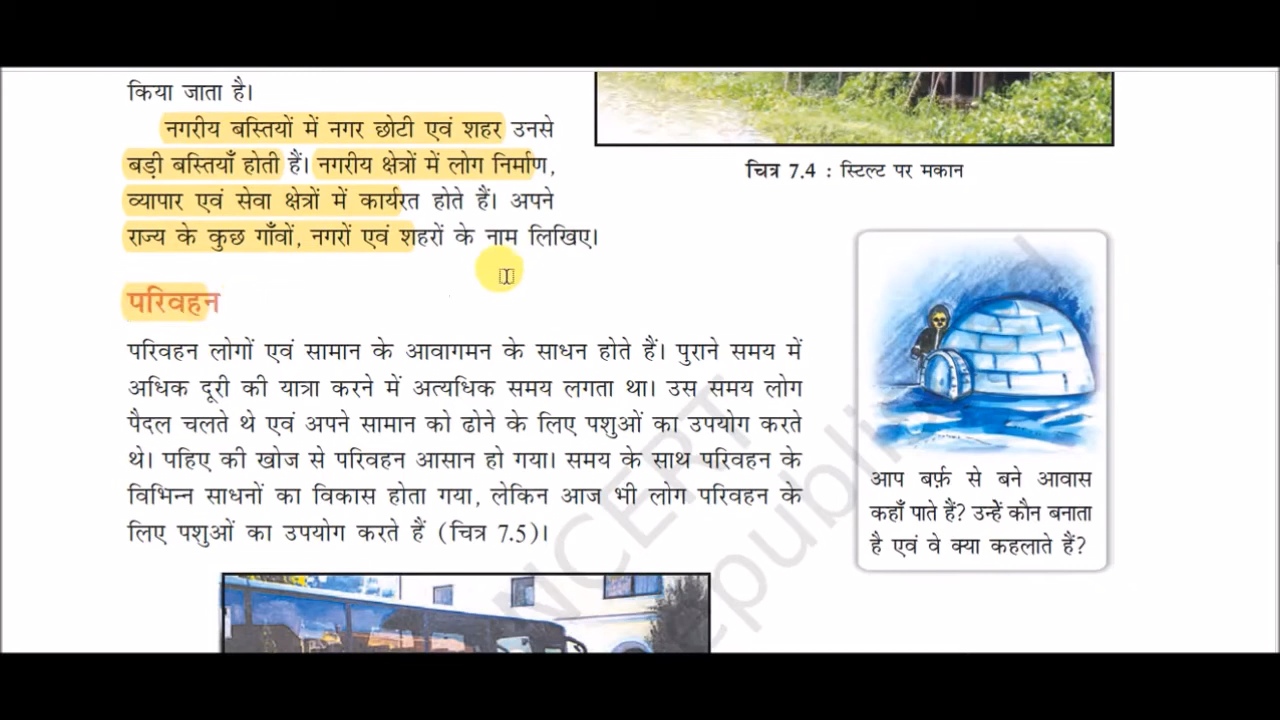 किया जाता है।
नगरीय बस्तियों में नगर छोटी एवं शहर उनसे
बड़ी बस्तियाँ होती हैं। नगरीय क्षेत्रों में लोग निर्माण,
व्यापार एवं सेवा क्षेत्रों में कार्यरत होते हैं। अपने
राज्य के कुछ गाँवों, नगरों एवं शहरों के नाम लिखिए।
चित्र 7.4 : स्टिल्ट पर मकान
परिवहन
परिवहन लोगों एवं सामान के आवागमन के साधन होते हैं। पुराने समय में
अधिक दूरी की यात्रा करने में अत्यधिक समय लगता था। उस समय लोग
पैदल चलते थे एवं अपने सामान को ढोने के लिए पशुओं का उपयोग करते
थे। पहिए की खोज से परिवहन आसान हो गया। समय के साथ परिवहन के
विभिन्न साधनों का विकास होता गया, लेकिन आज भी लोग परिवहन के
लिए पशुओं का उपयोग करते हैं (चित्र 7.5)।
आप बर्फ़ से बने आवास
कहाँ पाते हैं? उन्हें कौन बनाता
है एवं वे क्या कहलाते हैं?
NCERT
republished